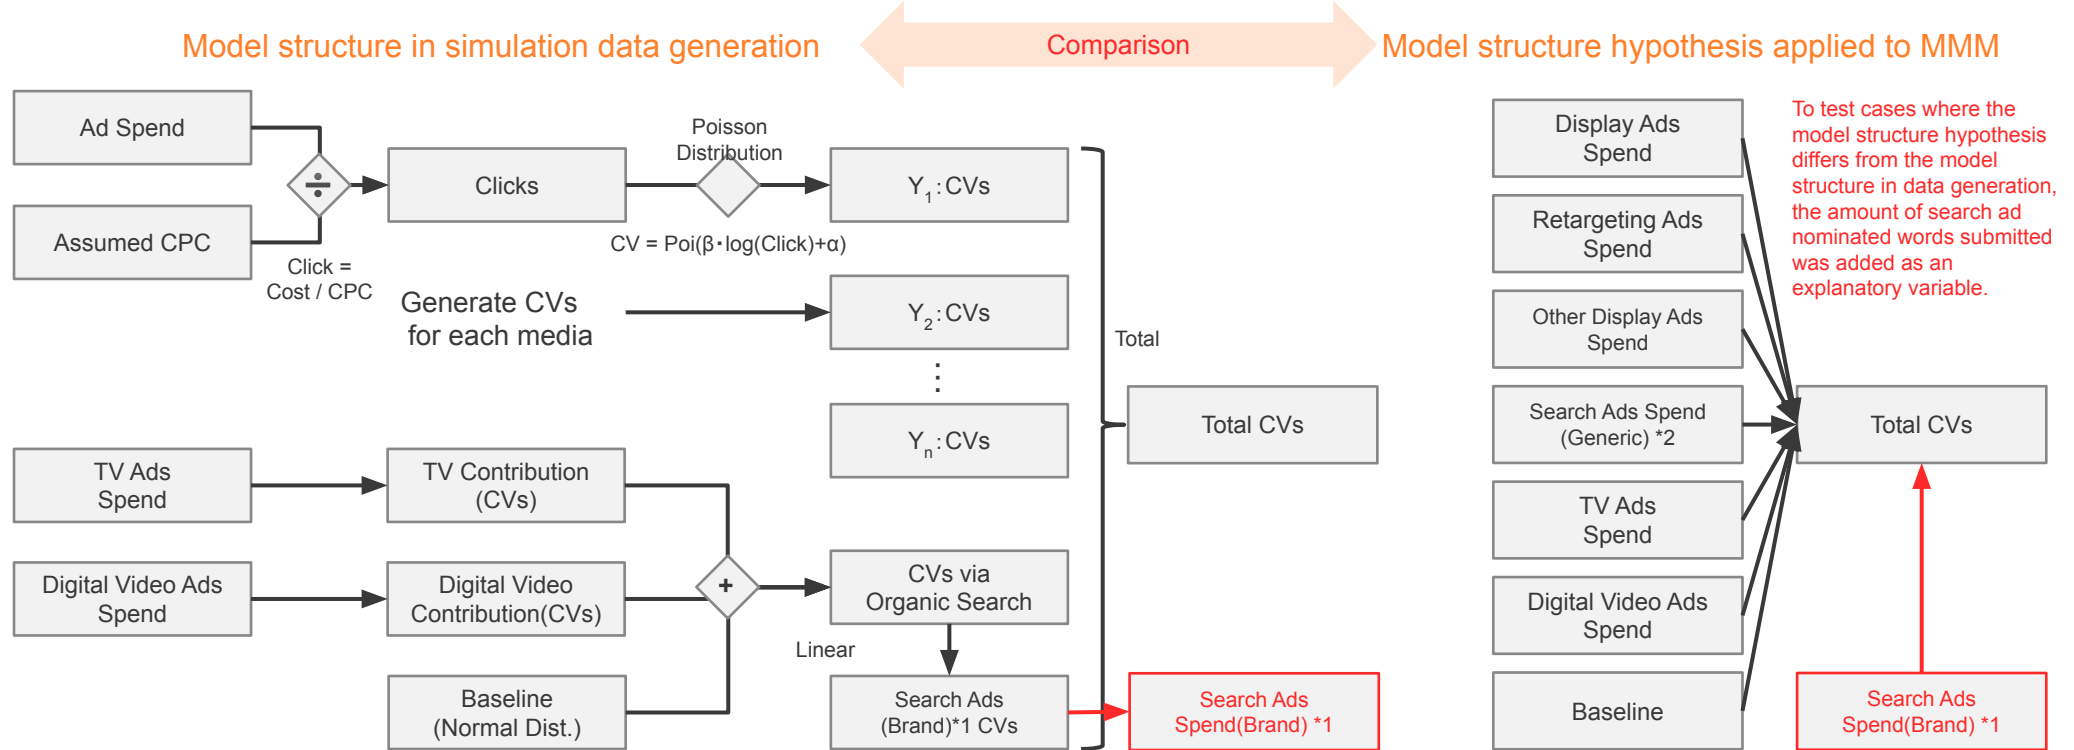 Model structure in simulation data generation
Comparison
Model structure hypothesis applied to MMM
Ad Spend
Assumed CPC
÷
Click =
Cost / CPC
Clicks
Poisson
Distribution
CV = Poi(β･log(Click)+α)
Y1：CVs
Generate CVs
for each media
Y2：CVs
⋮
Yn：CVs
Total
Total CVs
TV Ads
Spend
TV Contribution
(CVs)
Digital Video Ads
Spend
Digital Video
Contribution(CVs)
Baseline
(Normal Dist.)
+
CVs via
Organic Search
Linear
Search Ads
(Brand)*1 CVs
Search Ads
Spend(Brand) *1
Display Ads
Spend
Retargeting Ads
Spend
Other Display Ads
Spend
Search Ads Spend
(Generic) *2
TV Ads
Spend
Digital Video Ads
Spend
Baseline
To test cases where the
model structure hypothesis
differs from the model
structure in data generation,
the amount of search ad
nominated words submitted
was added as an
explanatory variable.
Total CVs
Search Ads
Spend(Brand) *1